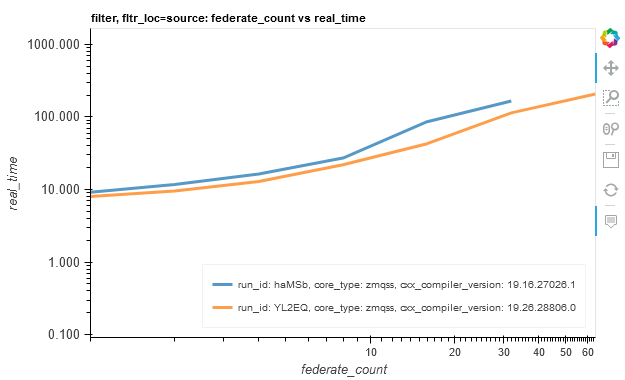 filter, fltr_loc=source: federate_count vs real_time
1000.000
100.000
10.000
1.000
0.100
real_time
run_id: haMSb, core_type: zmqss, cxx_compiler_version: 19.16.27026.1
run_id: YL2EQ, core_type: zmqss, cxx_compiler_version: 19.26.28806.0
10 20 30 40 50 60
federate_count